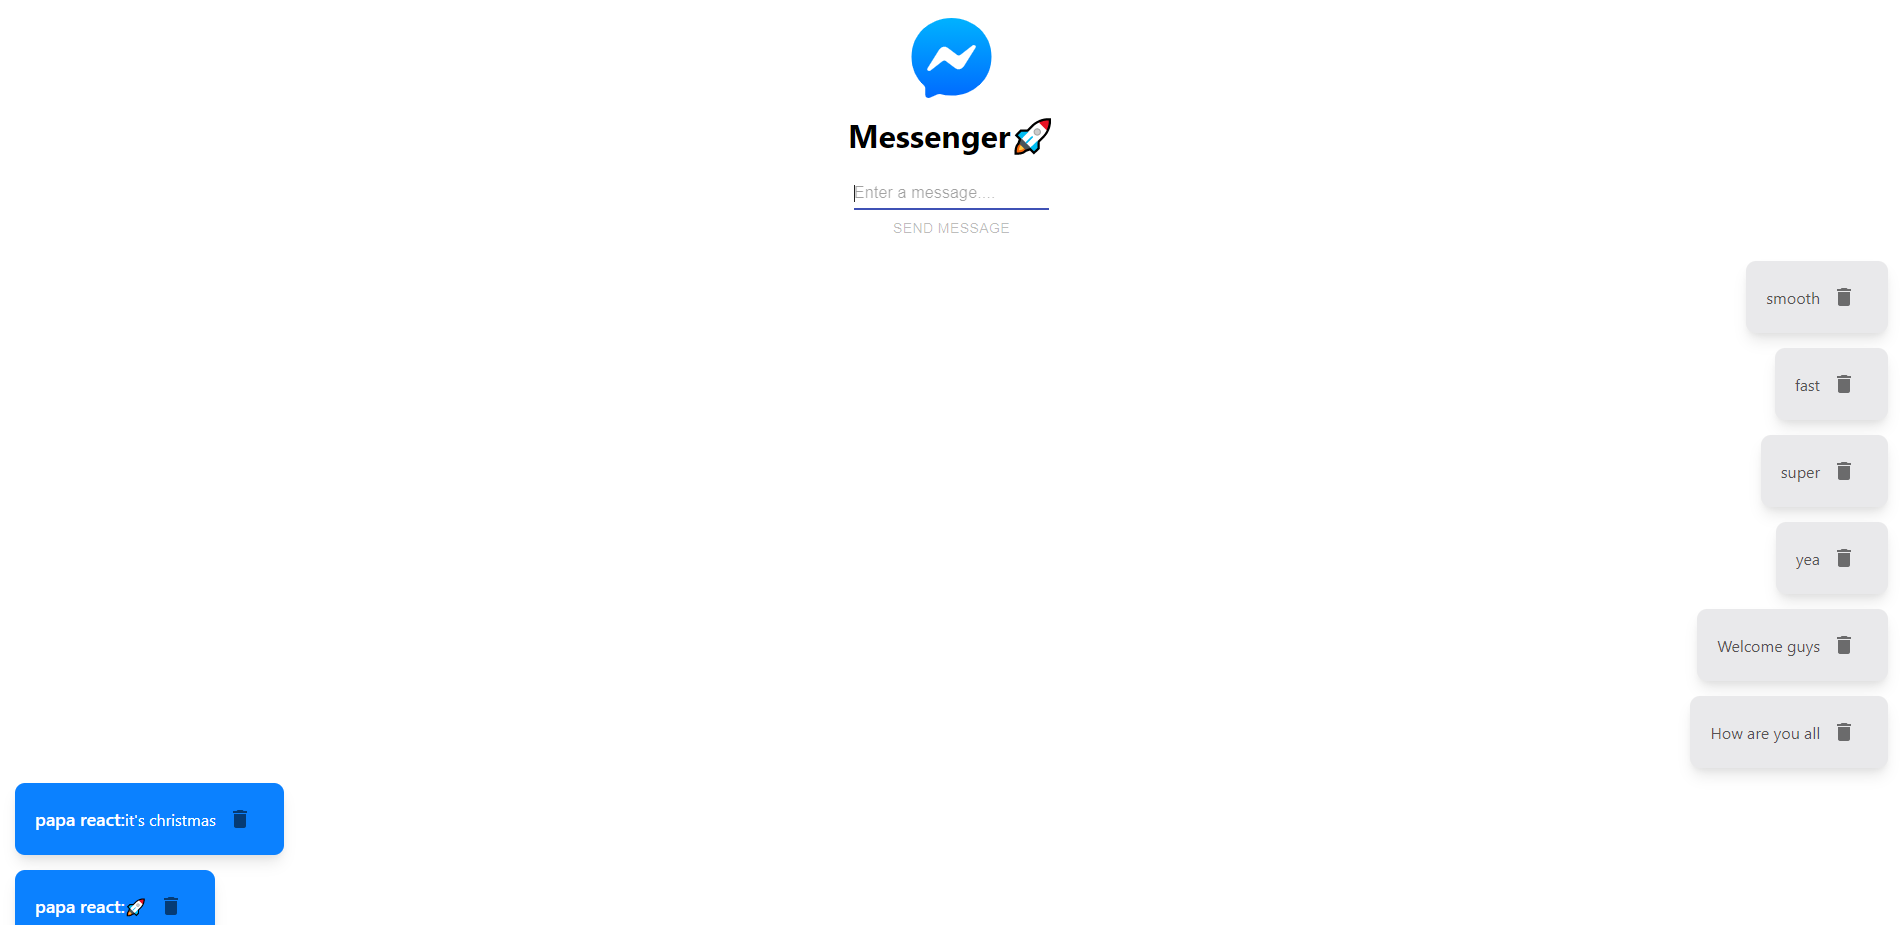 Messenger🚀
Enter a message....
SEND MESSAGE
smooth
fast
super
yea
Welcome guys
How are you all
papa react:it's christmas
papa react:🚀